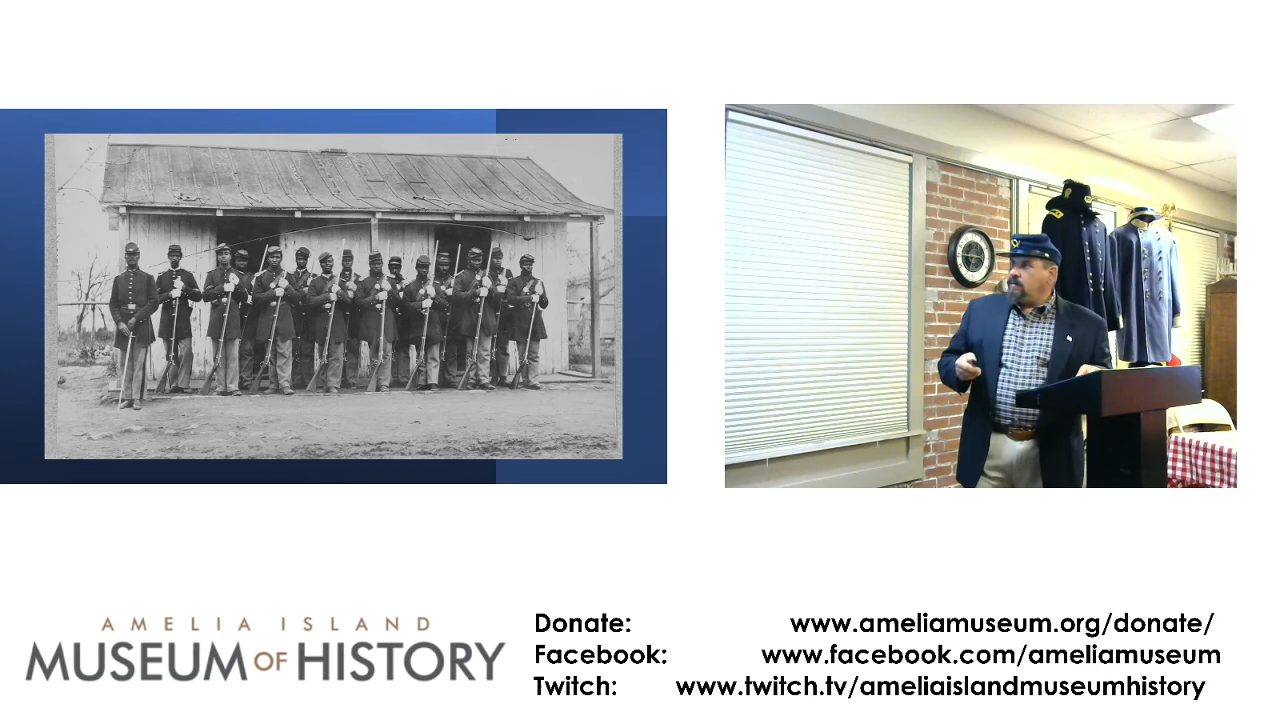 AMELIA ISLAND
MUSEUM OF HISTORY
Donate: www.ameliamuseum.org/donate/
Facebook: www.facebook.com/ameliamuseum
Twitch: www.twitch.tv/ameliaislandmuseumhistory